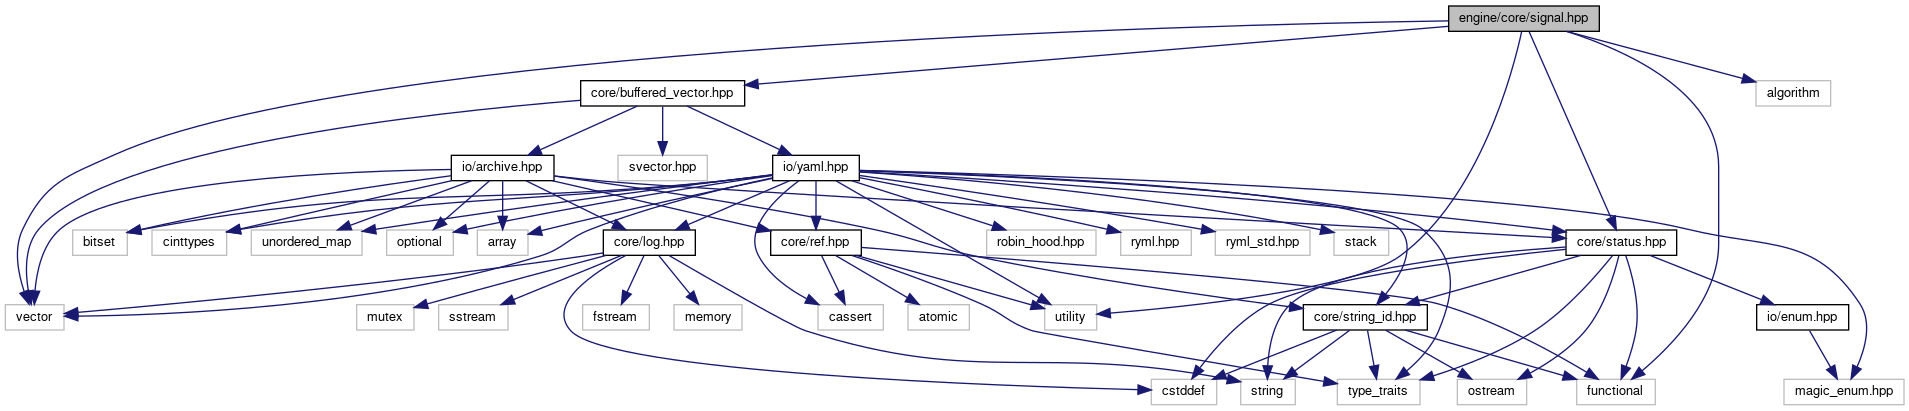 engine/core/signal.hpp
core/buffered_vector.hpp
algorithm
io/archive.hpp
svector.hpp
io/yaml.hpp
bitset
cinttypes
unordered_map
optional
array
core/log.hpp
core/ref.hpp
robin_hood.hpp
ryml.hpp
ryml_std.hpp
stack
core/status.hpp
vector
mutex
sstream
fstream
memory
cassert
atomic
utility
core/string_id.hpp
io/enum.hpp
cstddef
string
type_traits
ostream
functional
magic_enum.hpp